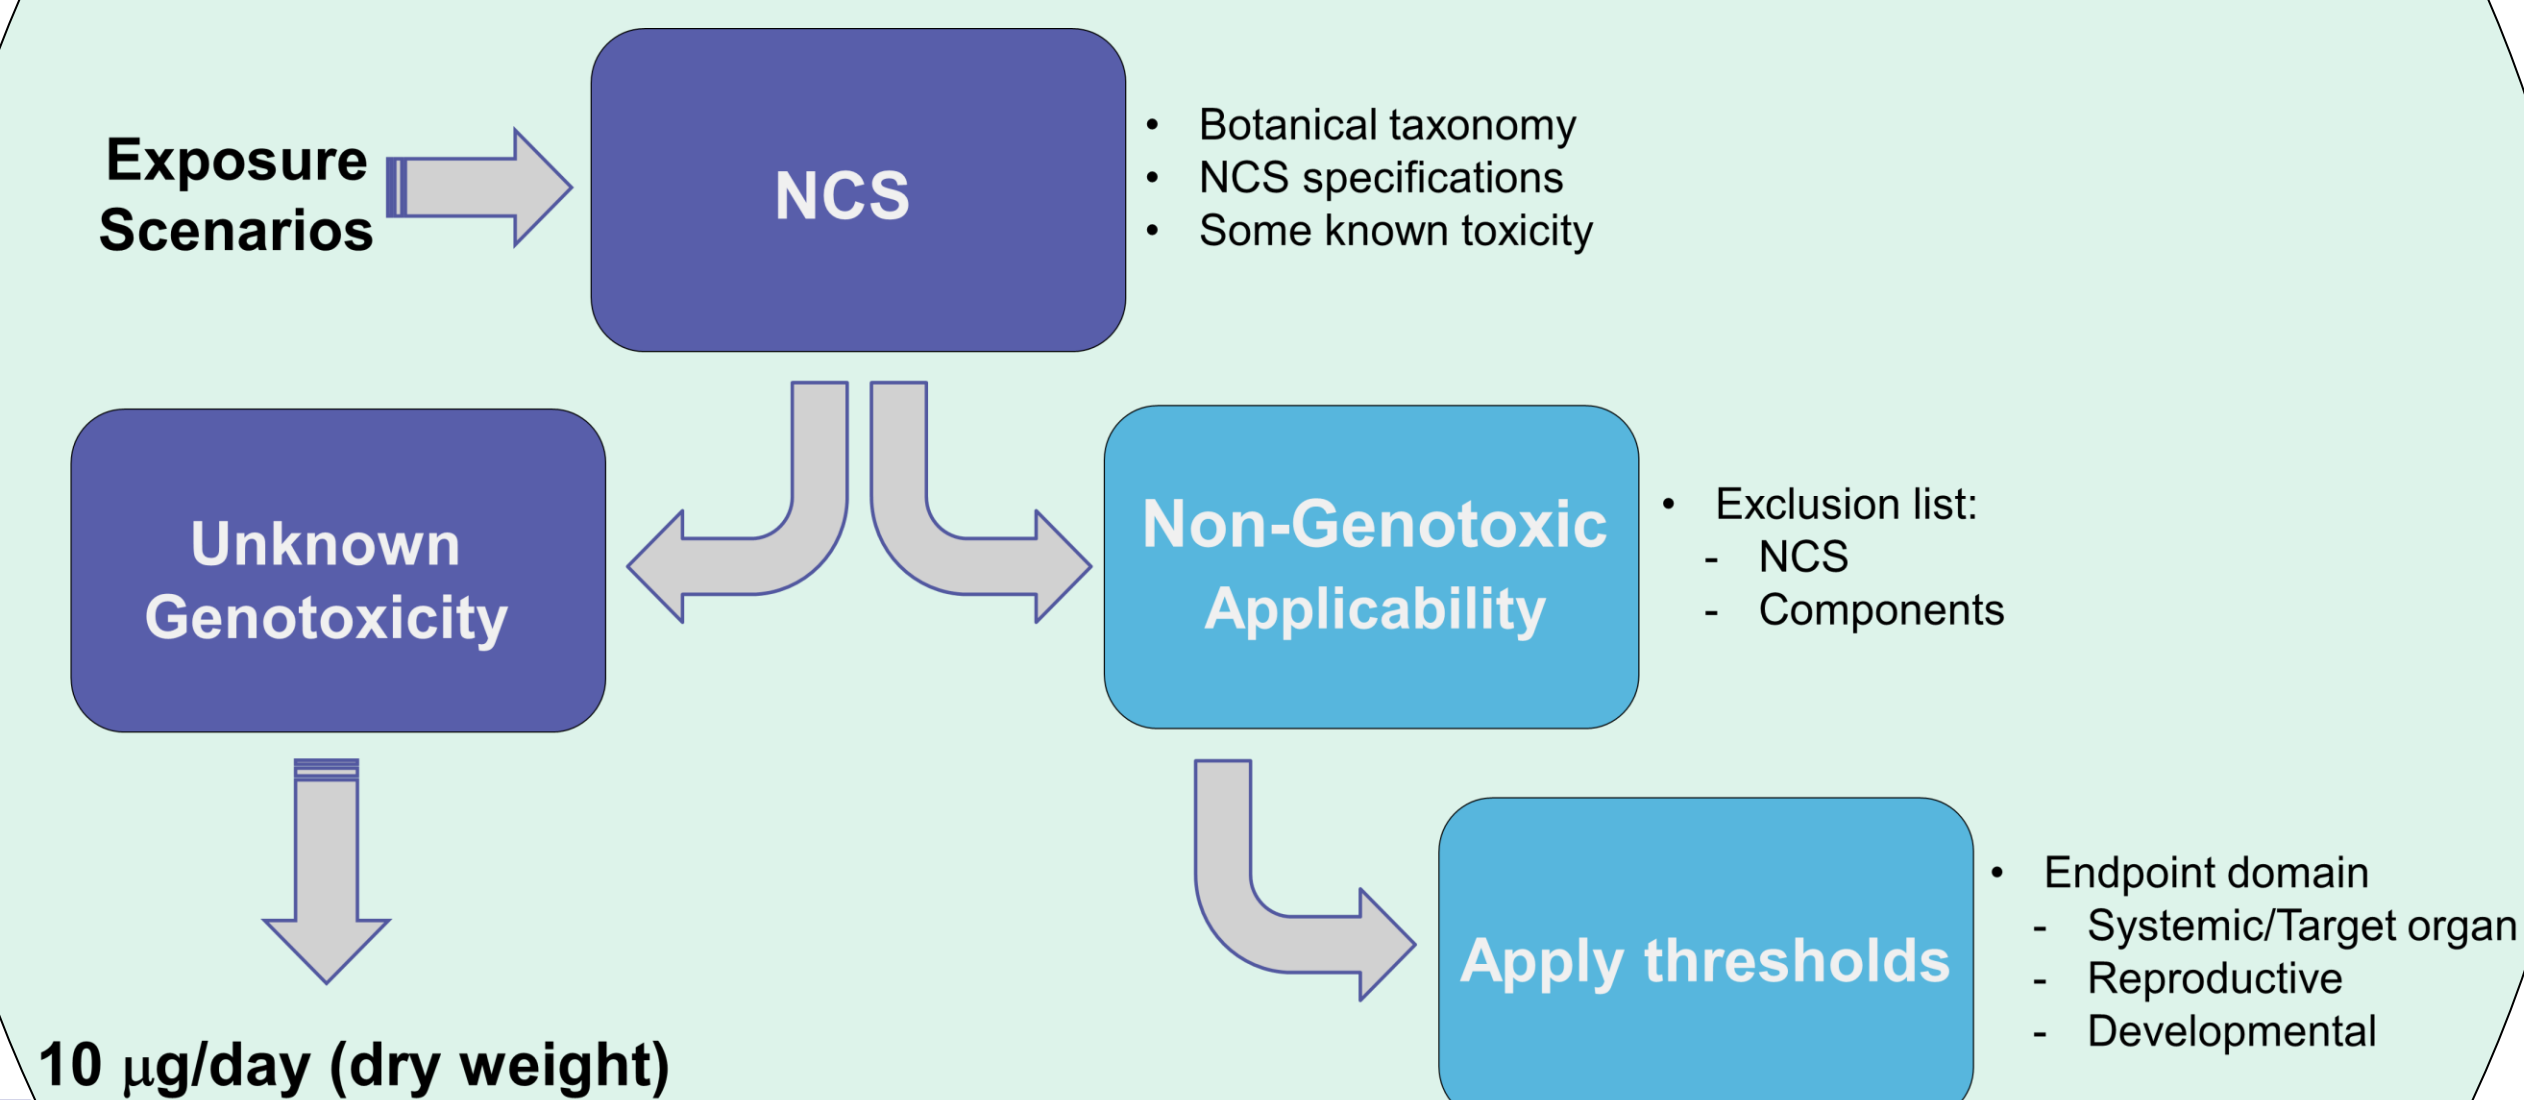 Exposure
Scenarios
NCS
• Botanical taxonomy
• NCS specifications
• Some known toxicity
Unknown
Genotoxicity
Non-Genotoxic
Applicability
• Exclusion list:
- NCS
- Components
10 µg/day (dry weight)
Apply thresholds
• Endpoint domain
- Systemic/Target organ
- Reproductive
- Developmental